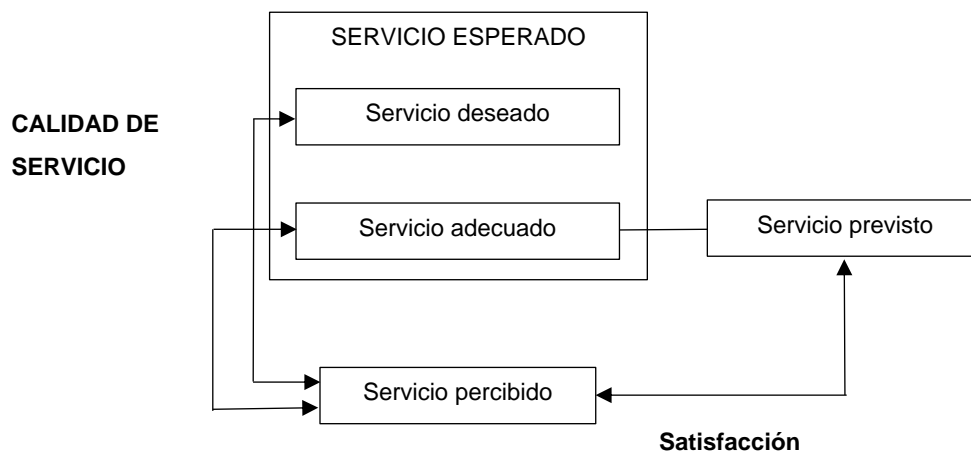 SERVICIO ESPERADO
Servicio deseado
CALIDAD DE
SERVICIO
Servicio adecuado
Servicio previsto
Servicio percibido
Satisfacción